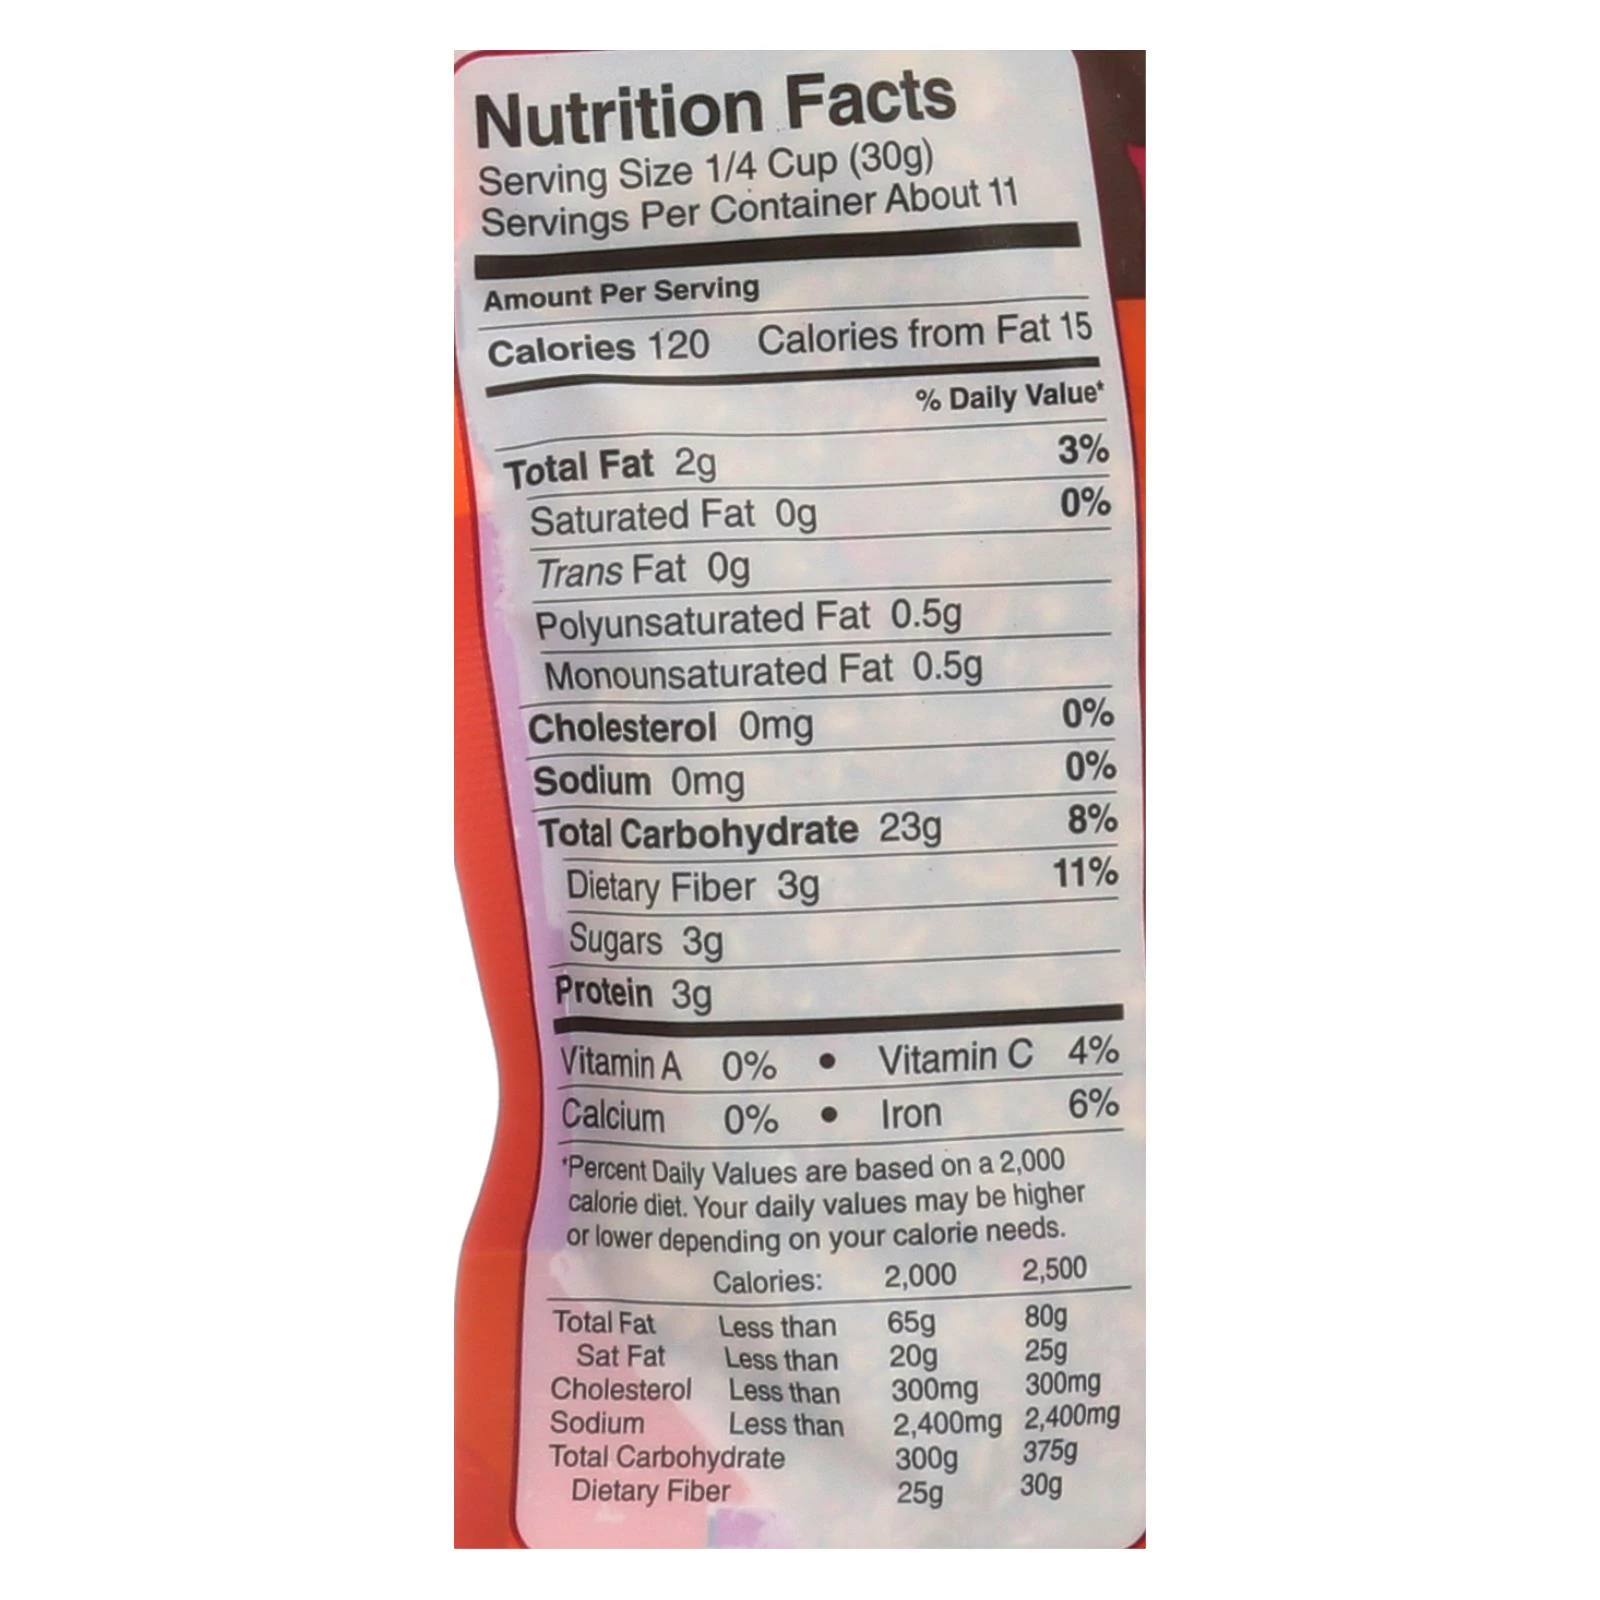 Nutrition Facts
Serving Size 1/4 Cup (30g)
Servings Per Container About 11
Amount Per Serving
Calories 120 Calories from Fat 15
% Daily Value*
Total Fat 2g 3%
Saturated Fat 0g 0%
Trans Fat 0g
Polyunsaturated Fat 0.5g
Monounsaturated Fat 0.5g
Cholesterol 0mg 0%
Sodium 0mg 0%
Total Carbohydrate 23g 8%
Dietary Fiber 3g 11%
Sugars 3g
Protein 3g
Vitamin A 0% • Vitamin C 4%
Calcium 0% • Iron 6%
*Percent Daily Values are based on a 2,000
calorie diet. Your daily values may be higher
or lower depending on your calorie needs.
Calories: 2,000 2,500
Total Fat Less than 65g 80g
Sat Fat Less than 20g 25g
Cholesterol Less than 300mg 300mg
Sodium Less than 2,400mg 2,400mg
Total Carbohydrate 300g 375g
Dietary Fiber 25g 30g